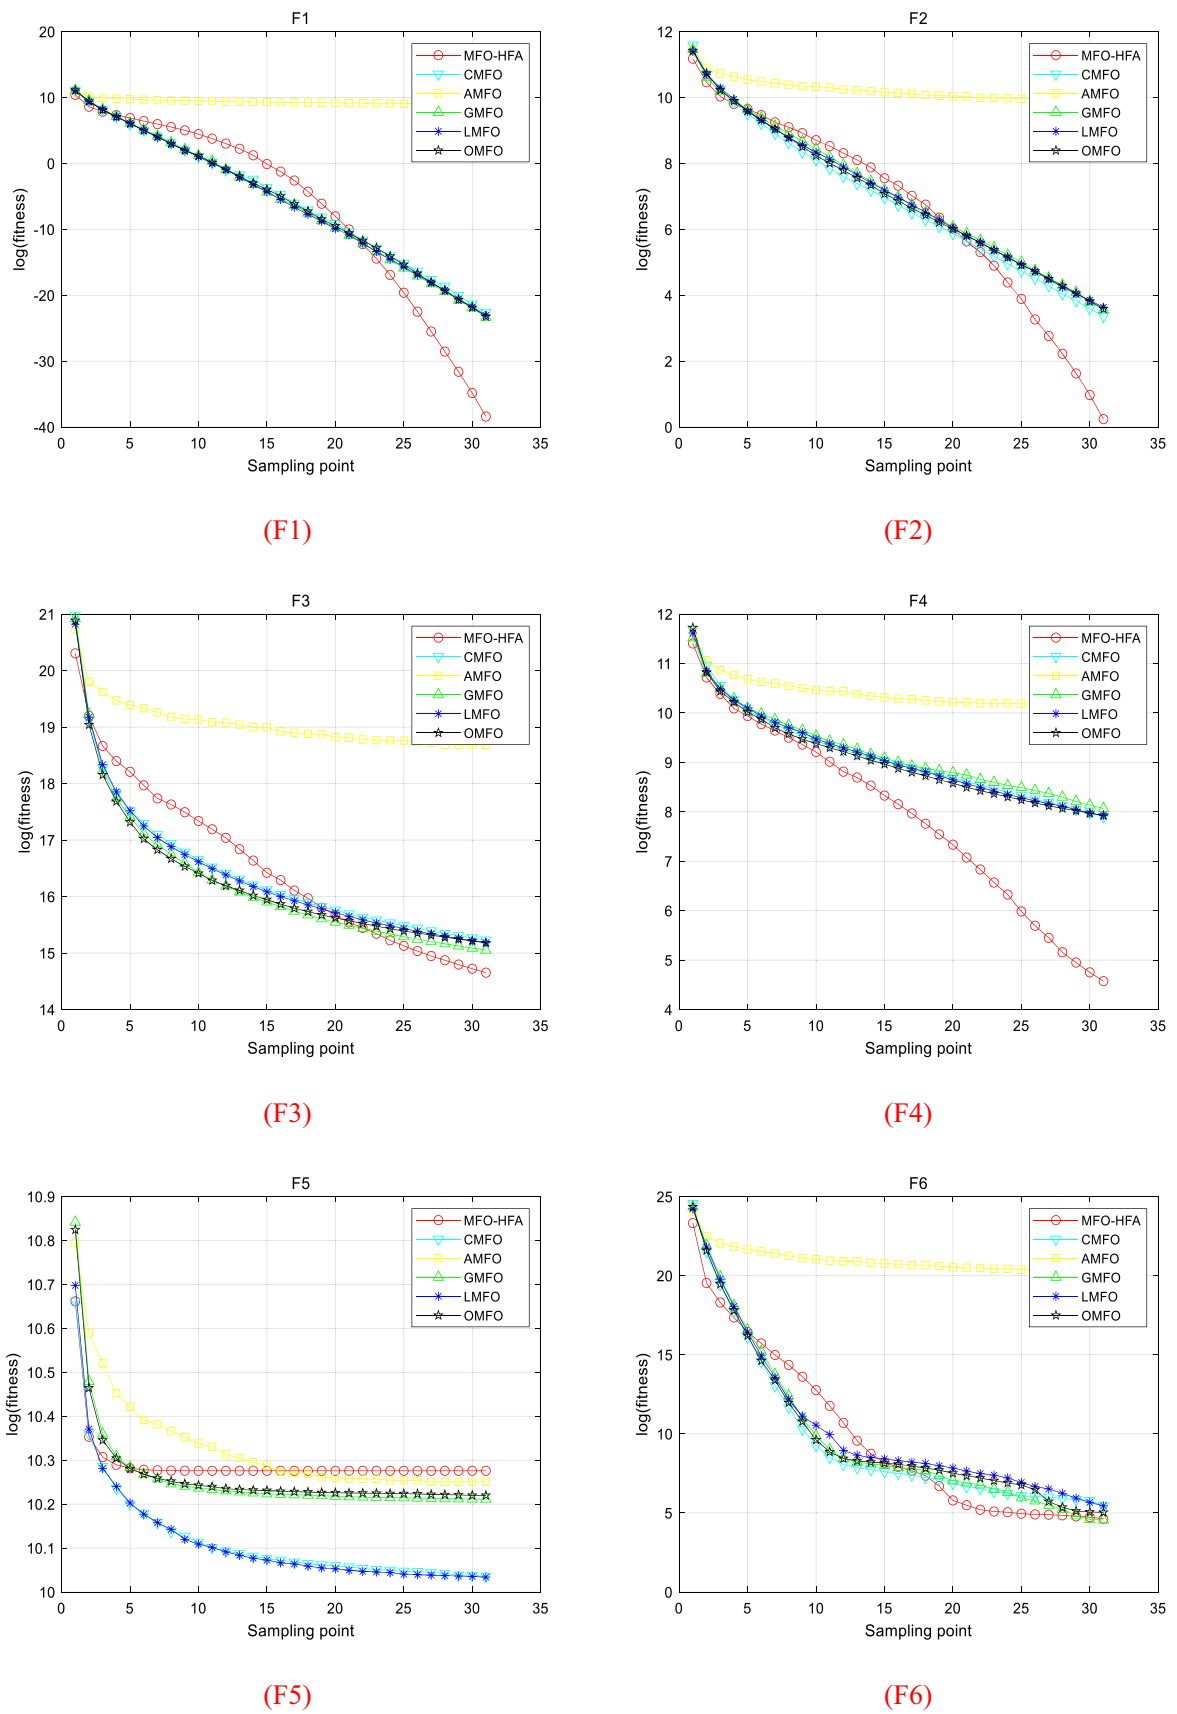 F1
20
10
0
-10
-20
-30
-40
log(fitness)
0 5 10 15 20 25 30 35
Sampling point
MFO-HFA
CMFO
AMFO
GMFO
LMFO
OMFO
(F1)
F2
12
10
8
6
4
2
0
log(fitness)
0 5 10 15 20 25 30 35
Sampling point
MFO-HFA
CMFO
AMFO
GMFO
LMFO
OMFO
(F2)
F3
21
20
19
18
17
16
15
14
log(fitness)
0 5 10 15 20 25 30 35
Sampling point
MFO-HFA
CMFO
AMFO
GMFO
LMFO
OMFO
(F3)
F4
12
11
10
9
8
7
6
5
4
log(fitness)
0 5 10 15 20 25 30 35
Sampling point
MFO-HFA
CMFO
AMFO
GMFO
LMFO
OMFO
(F4)
F5
10.9
10.8
10.7
10.6
10.5
10.4
10.3
10.2
10.1
10
log(fitness)
0 5 10 15 20 25 30 35
Sampling point
MFO-HFA
CMFO
AMFO
GMFO
LMFO
OMFO
(F5)
F6
25
20
15
10
5
0
log(fitness)
0 5 10 15 20 25 30 35
Sampling point
MFO-HFA
CMFO
AMFO
GMFO
LMFO
OMFO
(F6)